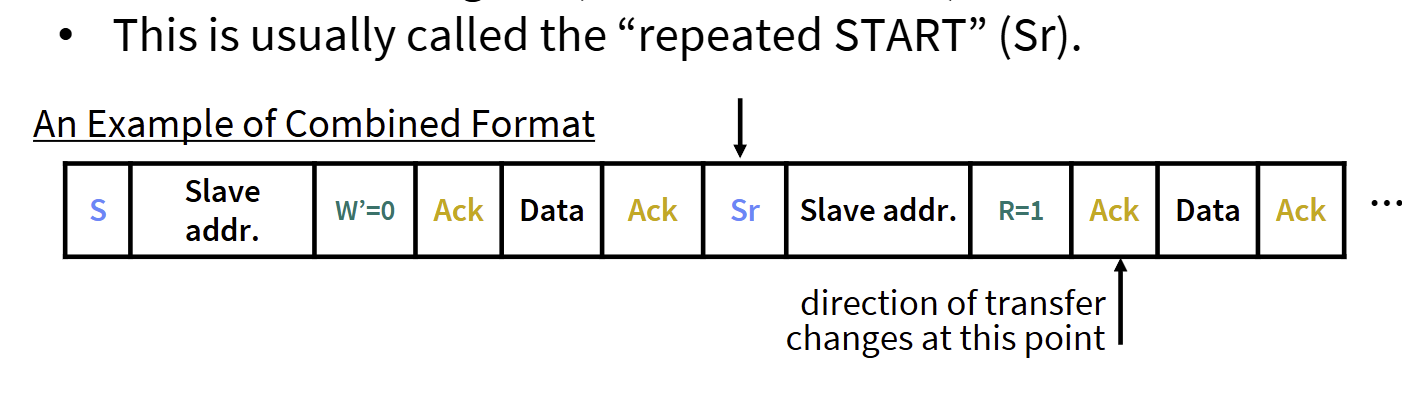 • This is usually called the “repeated START” (Sr).
An Example of Combined Format
S Slave addr. W’=0 Ack Data Ack Sr Slave addr. R=1 Ack Data Ack ...
direction of transfer
changes at this point